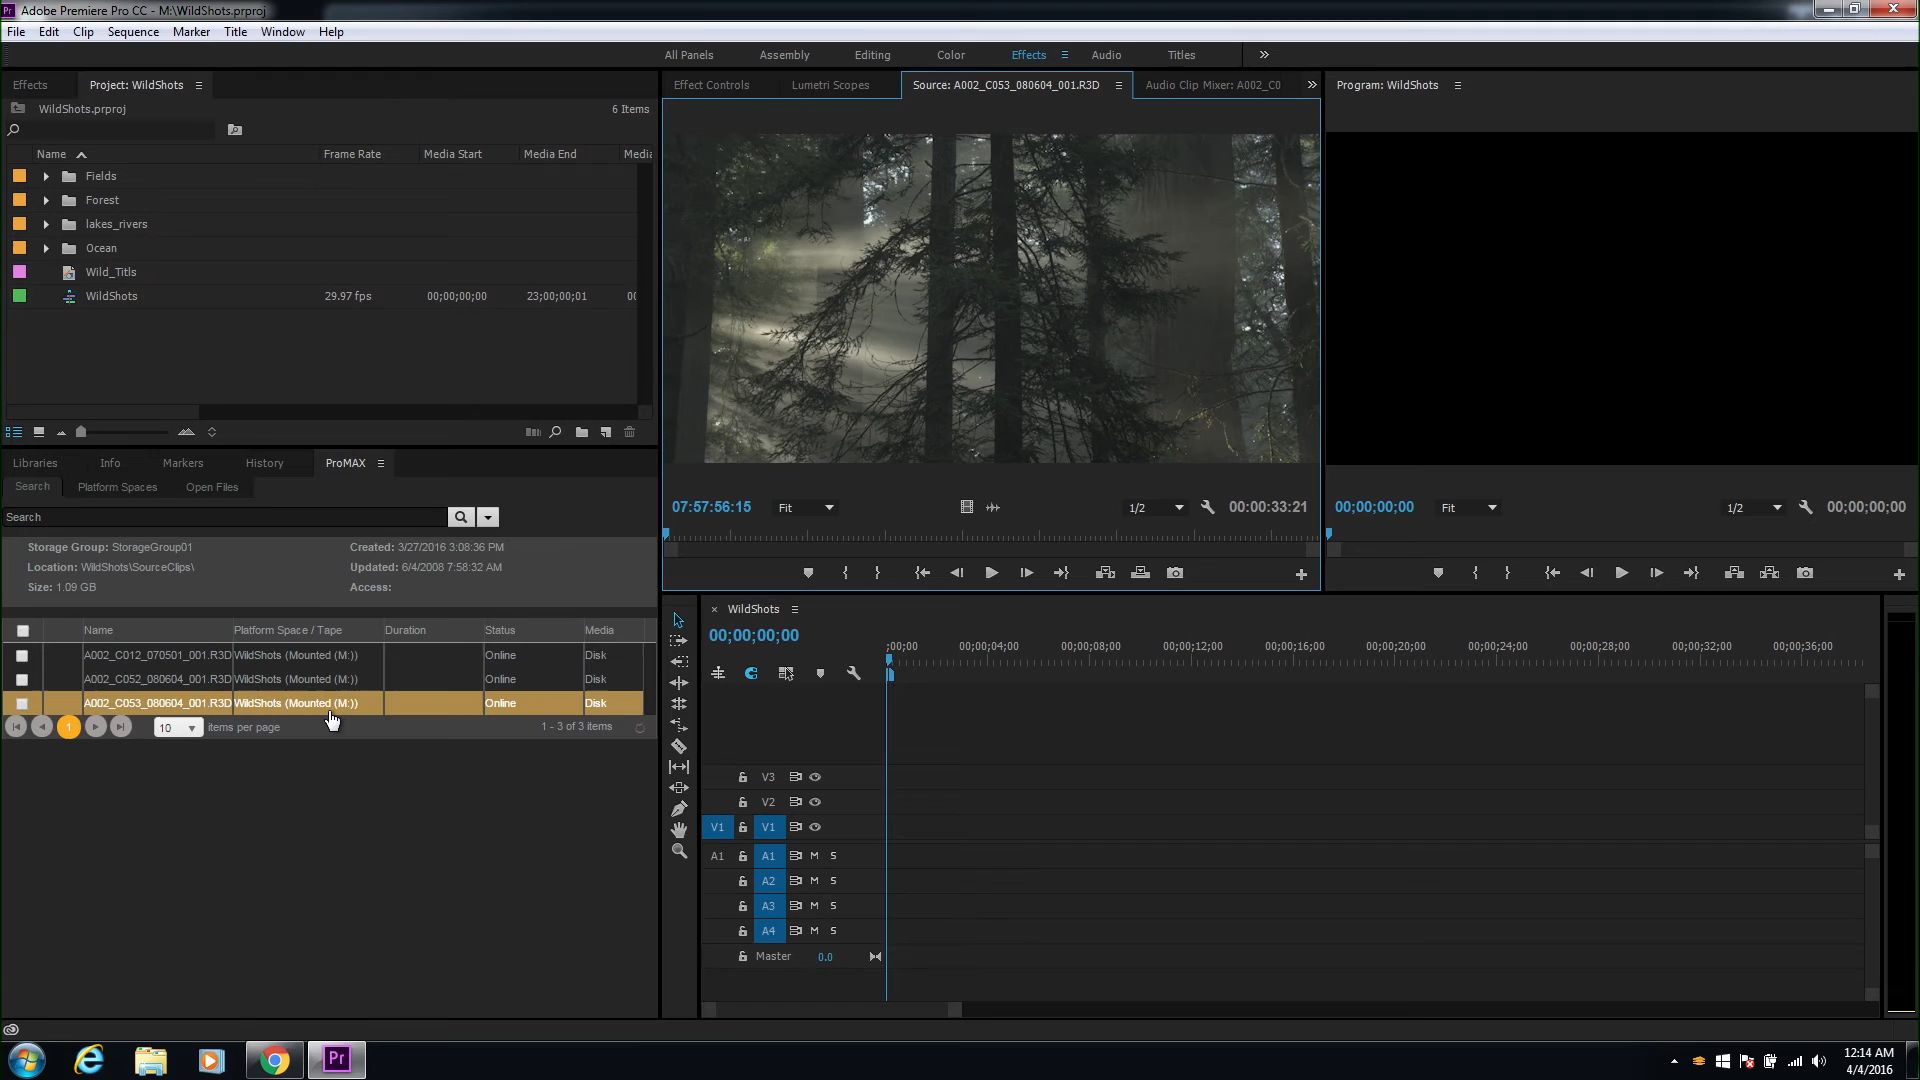 Adobe Premiere Pro CC - M:\WildShots.prproj
File Edit Clip Sequence Marker Title Window Help
All Panels Assembly Editing Color Effects Audio Titles
Effects Project: WildShots
WildShots.prproj 6 Items
Name Frame Rate Media Start Media End Media
Fields
Forest
lakes_rivers
Ocean
Wild_Titls
WildShots 29.97 fps 00;00;00;00 23;00;00;01 00
Effect Controls Lumetri Scopes Source: A002_C053_080604_001.R3D Audio Clip Mixer: A002_C0
07:57:56:15 Fit 1/2 00:00:33:21
Program: WildShots
00;00;00;00 Fit 1/2 00;00;00;00
Libraries Info Markers History ProMAX
Search Platform Spaces Open Files
Search
Storage Group: StorageGroup01 Created: 3/27/2016 3:08:36 PM
Location: WildShots\SourceClips\ Updated: 6/4/2008 7:58:32 AM
Size: 1.09 GB Access:
Name Platform Space / Tape Duration Status Media
A002_C012_070501_001.R3D WildShots (Mounted (M:)) Online Disk
A002_C052_080604_001.R3D WildShots (Mounted (M:)) Online Disk
A002_C053_080604_001.R3D WildShots (Mounted (M:)) Online Disk
1 10 items per page 1 - 3 of 3 items
WildShots
00;00;00;00
;00;00 00;00;04;00 00;00;08;00 00;00;12;00 00;00;16;00 00;00;20;00 00;00;24;00 00;00;28;00 00;00;32;00 00;00;36;00
V3
V2
V1 V1
A1 A1 M S
A2 M S
A3 M S
A4 M S
Master 0.0
Pr
12:14 AM
4/4/2016